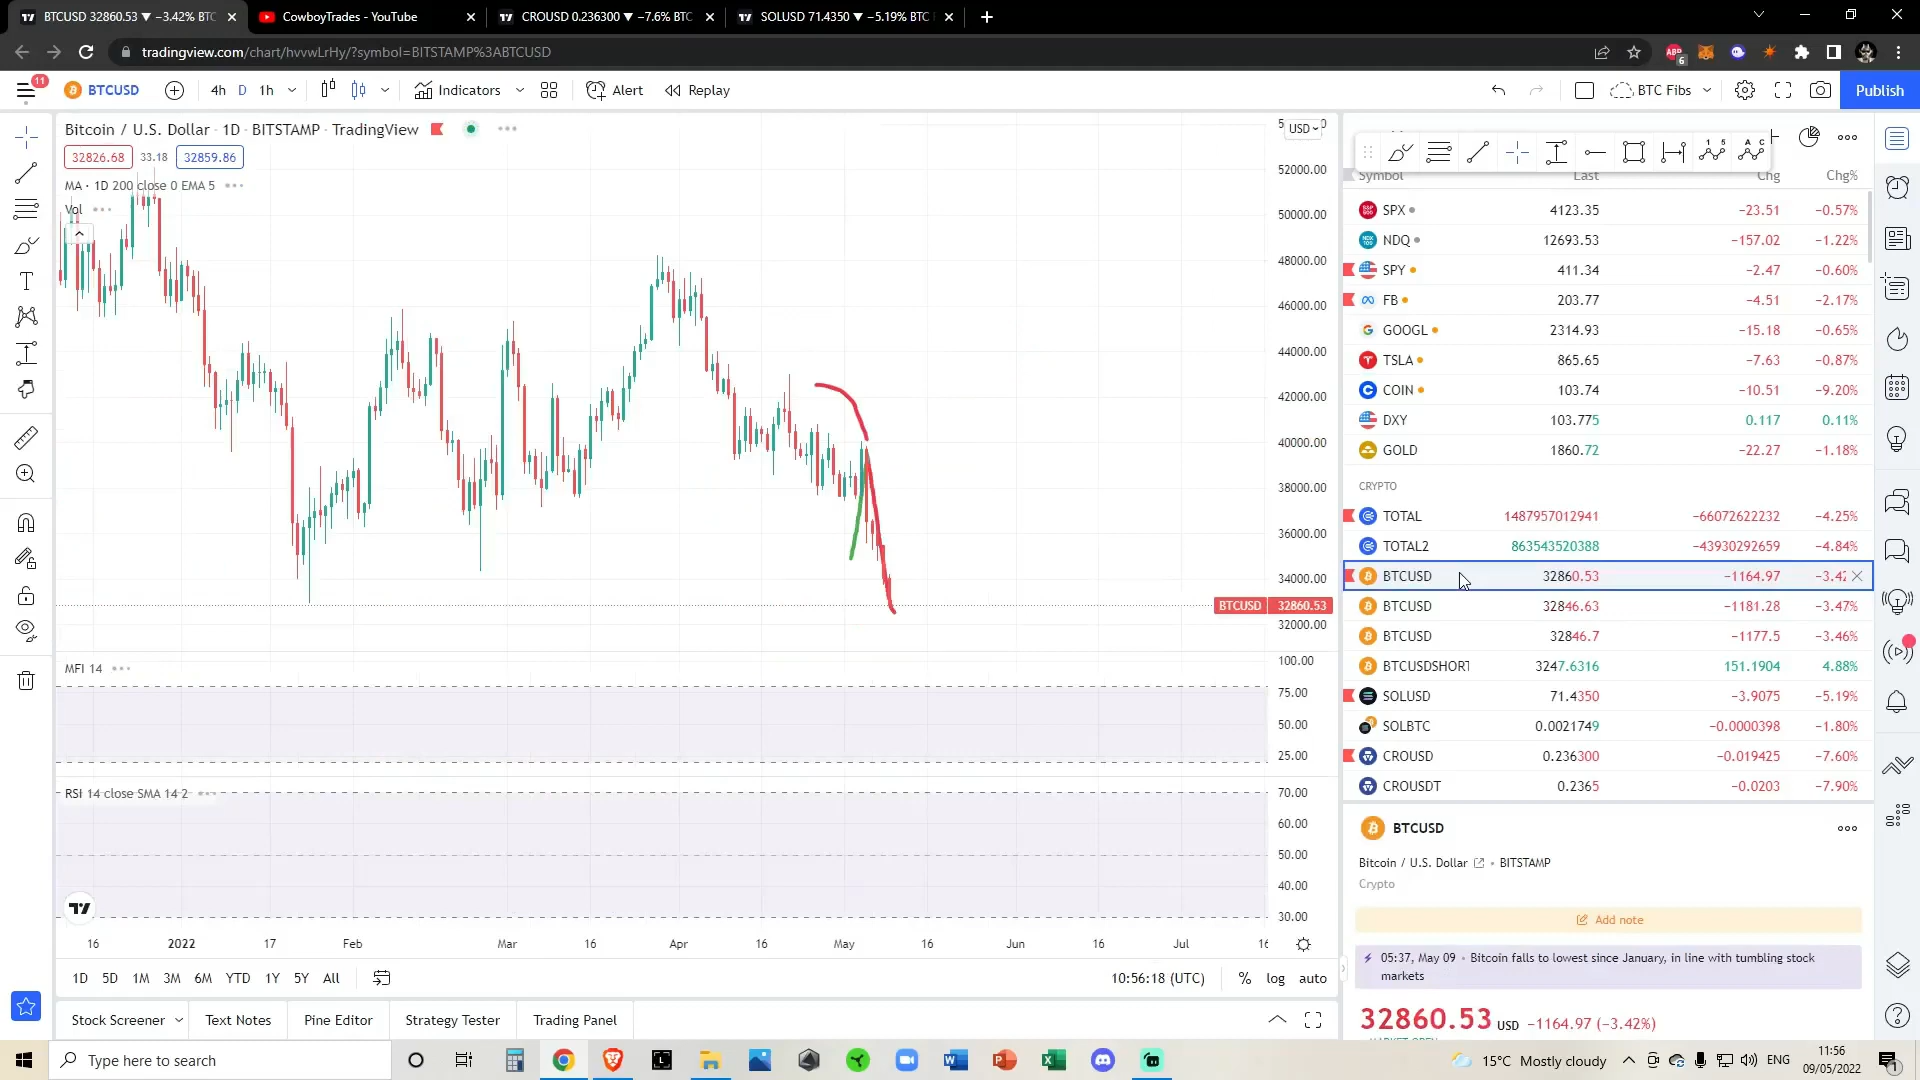 BTCUSD 32860.53 ▼ −3.42% BTC
CowboyTrades - YouTube
CROUSD 0.236300 ▼ −7.6% BTC
SOLUSD 71.4350 ▼ −5.19% BTC
tradingview.com/chart/hvvwLrHy/?symbol=BITSTAMP%3ABTCUSD
6
11
BTCUSD
4h D 1h
Indicators
Alert
Replay
BTC Fibs
Publish
Bitcoin / U.S. Dollar · 1D · BITSTAMP · TradingView
32826.68 33.18 32859.86
MA · 1D 200 close 0 EMA 5
Vol
USD
52000.00
50000.00
48000.00
46000.00
44000.00
42000.00
40000.00
38000.00
36000.00
34000.00
BTCUSD 32860.53
32000.00
MFI 14
100.00
75.00
50.00
25.00
RSI 14 close SMA 14 2
70.00
60.00
50.00
40.00
30.00
16 2022 17 Feb Mar 16 Apr 16 May 16 Jun 16 Jul 16
1D 5D 1M 3M 6M YTD 1Y 5Y All
10:56:18 (UTC) % log auto
Stock Screener Text Notes Pine Editor Strategy Tester Trading Panel
Symbol Last Chg Chg%
SPX 4123.35 −23.51 −0.57%
NDQ 12693.53 −157.02 −1.22%
SPY 411.34 −2.47 −0.60%
FB 203.77 −4.51 −2.17%
GOOGL 2314.93 −15.18 −0.65%
TSLA 865.65 −7.63 −0.87%
COIN 103.74 −10.51 −9.20%
DXY 103.775 0.117 0.11%
GOLD 1860.72 −22.27 −1.18%
CRYPTO
TOTAL 1487957012941 −66072622232 −4.25%
TOTAL2 863543520388 −43930292659 −4.84%
BTCUSD 32860.53 −1164.97 −3.42
BTCUSD 32846.63 −1181.28 −3.47%
BTCUSD 32846.7 −1177.5 −3.46%
BTCUSDSHORT 3247.6316 151.1904 4.88%
SOLUSD 71.4350 −3.9075 −5.19%
SOLBTC 0.0021749 −0.0000398 −1.80%
CROUSD 0.236300 −0.019425 −7.60%
CROUSDT 0.2365 −0.0203 −7.90%
BTCUSD
Bitcoin / U.S. Dollar • BITSTAMP
Crypto
Add note
05:37, May 09 • Bitcoin falls to lowest since January, in line with tumbling stock
markets
32860.53 USD −1164.97 (−3.42%)
Type here to search
15°C Mostly cloudy
ENG
11:56
09/05/2022
1